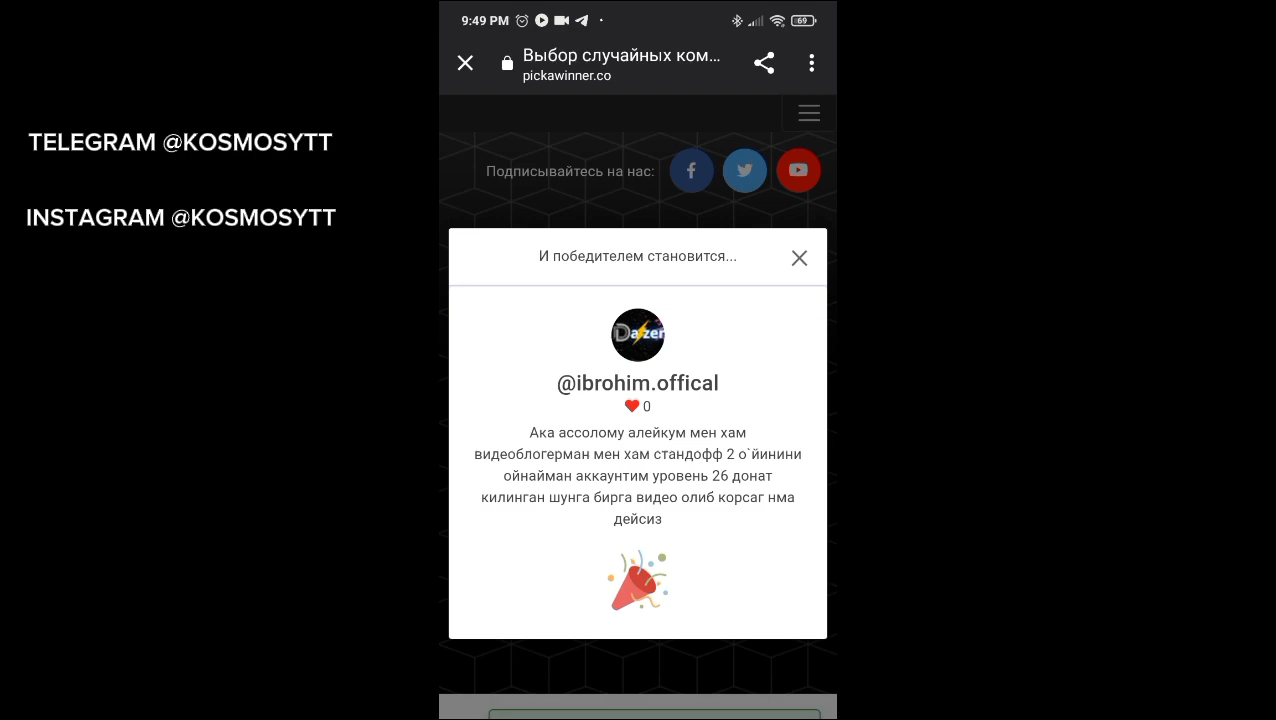 9:49 PM
69
Выбор случайных ком...
pickawinner.co
TELEGRAM @KOSMOSYTT
Подписывайтесь на нас:
INSTAGRAM @KOSMOSYTT
И победителем становится...
Dazer
@ibrohim.offical
0
Ака ассолому алейкум мен хам
видеоблогерман мен хам стандофф 2 о`йинини
ойнайман аккаунтим уровень 26 донат
килинган шунга бирга видео олиб корсаг нма
дейсиз